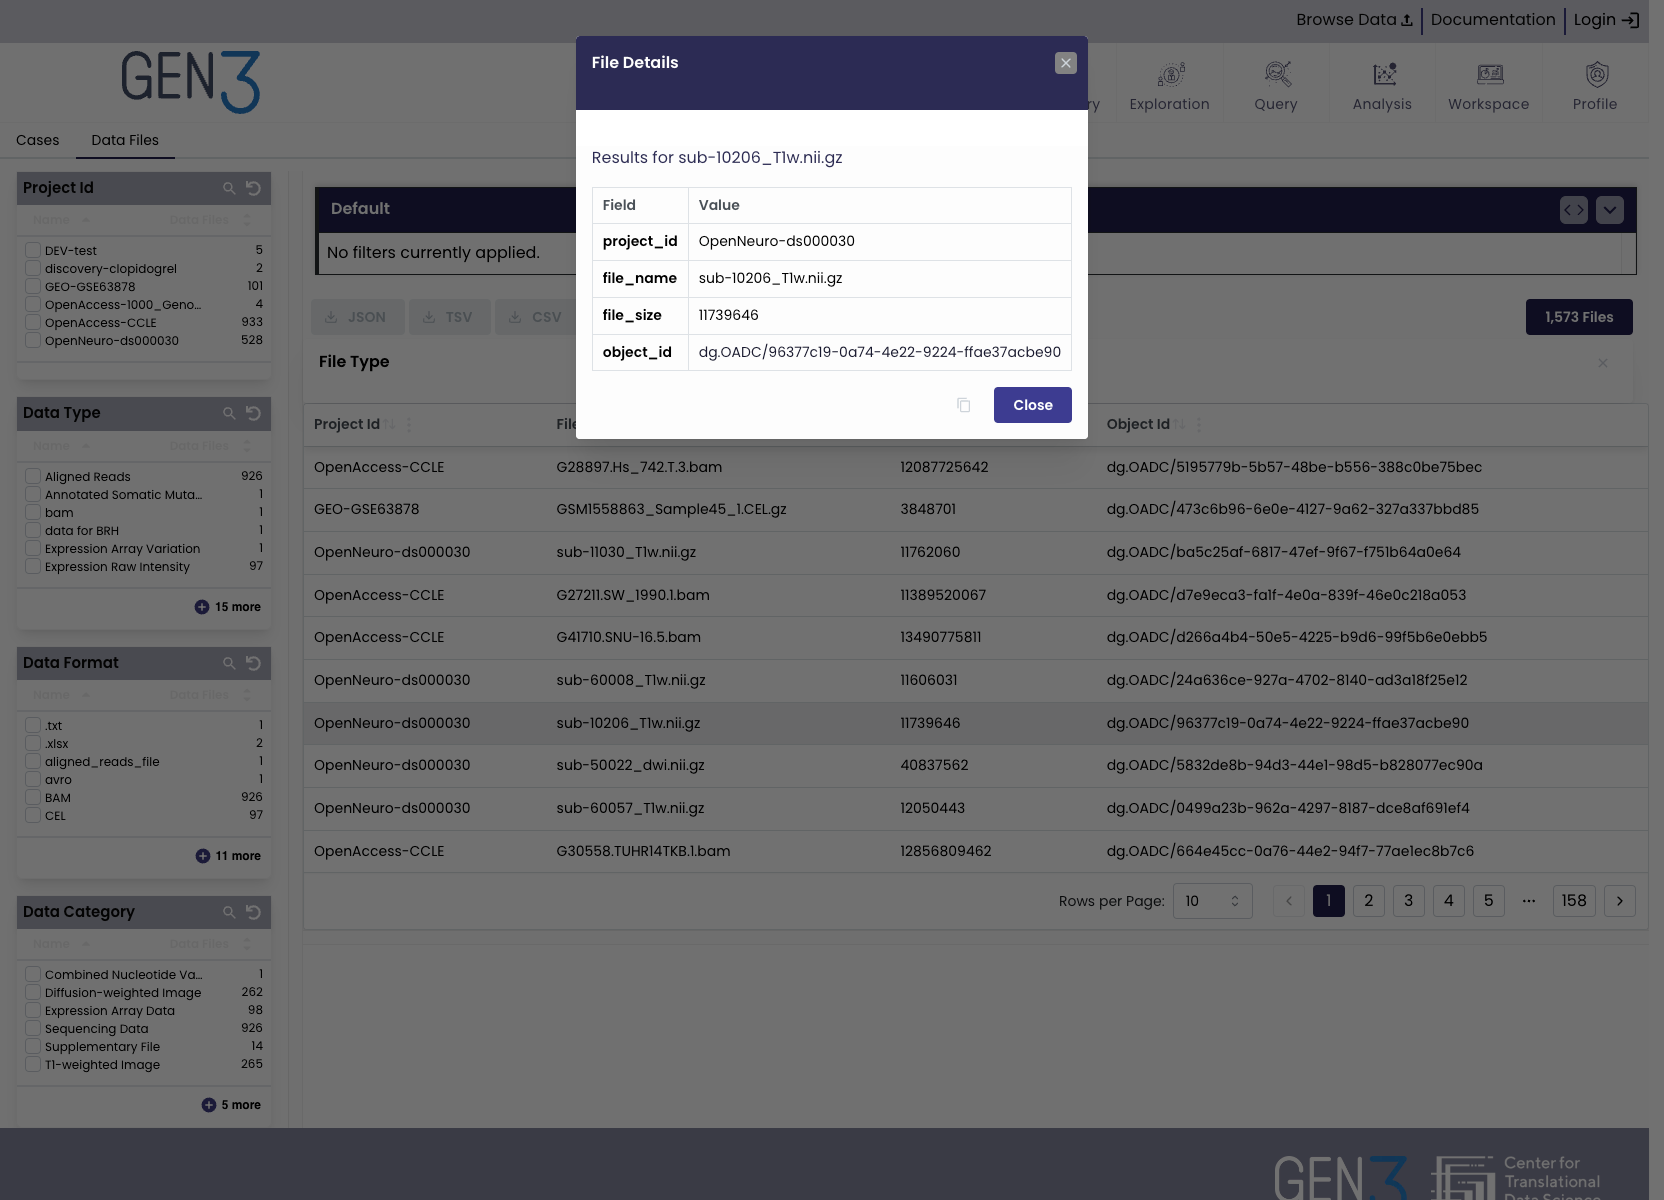 Browse Data
Documentation
Login
GEN3
ry
Exploration
Query
Analysis
Workspace
Profile
Cases
Data Files
File Details
Results for sub-10206_T1w.nii.gz
Field Value
project_id OpenNeuro-ds000030
file_name sub-10206_T1w.nii.gz
file_size 11739646
object_id dg.OADC/96377c19-0a74-4e22-9224-ffae37acbe90
Close
Project Id
Name Data Files
DEV-test 5
discovery-clopidogrel 2
GEO-GSE63878 101
OpenAccess-1000_Geno... 4
OpenAccess-CCLE 933
OpenNeuro-ds000030 528
Data Type
Name Data Files
Aligned Reads 926
Annotated Somatic Muta... 1
bam 1
data for BRH 1
Expression Array Variation 1
Expression Raw Intensity 97
15 more
Data Format
Name Data Files
.txt 1
.xlsx 2
aligned_reads_file 1
avro 1
BAM 926
CEL 97
11 more
Data Category
Name Data Files
Combined Nucleotide Va... 1
Diffusion-weighted Image 262
Expression Array Data 98
Sequencing Data 926
Supplementary File 14
T1-weighted Image 265
5 more
Default
No filters currently applied.
JSON TSV CSV
1,573 Files
File Type
Project Id File Object Id
OpenAccess-CCLE G28897.Hs_742.T.3.bam 12087725642 dg.OADC/5195779b-5b57-48be-b556-388c0be75bec
GEO-GSE63878 GSM1558863_Sample45_1.CEL.gz 3848701 dg.OADC/473c6b96-6e0e-4127-9a62-327a337bbd85
OpenNeuro-ds000030 sub-11030_T1w.nii.gz 11762060 dg.OADC/ba5c25af-6817-47ef-9f67-f751b64a0e64
OpenAccess-CCLE G27211.SW_1990.1.bam 11389520067 dg.OADC/d7e9eca3-fa1f-4e0a-839f-46e0c218a053
OpenAccess-CCLE G41710.SNU-16.5.bam 13490775811 dg.OADC/d266a4b4-50e5-4225-b9d6-99f5b6e0ebb5
OpenNeuro-ds000030 sub-60008_T1w.nii.gz 11606031 dg.OADC/24a636ce-927a-4702-8140-ad3a18f25e12
OpenNeuro-ds000030 sub-10206_T1w.nii.gz 11739646 dg.OADC/96377c19-0a74-4e22-9224-ffae37acbe90
OpenNeuro-ds000030 sub-50022_dwi.nii.gz 40837562 dg.OADC/5832de8b-94d3-44e1-98d5-b828077ec90a
OpenNeuro-ds000030 sub-60057_T1w.nii.gz 12050443 dg.OADC/0499a23b-962a-4297-8187-dce8af691ef4
OpenAccess-CCLE G30558.TUHR14TKB.1.bam 12856809462 dg.OADC/664e45cc-0a76-44e2-94f7-77ae1ec8b7c6
Rows per Page: 10 1 2 3 4 5 ... 158
GEN3
Center for
Translational
Data Science